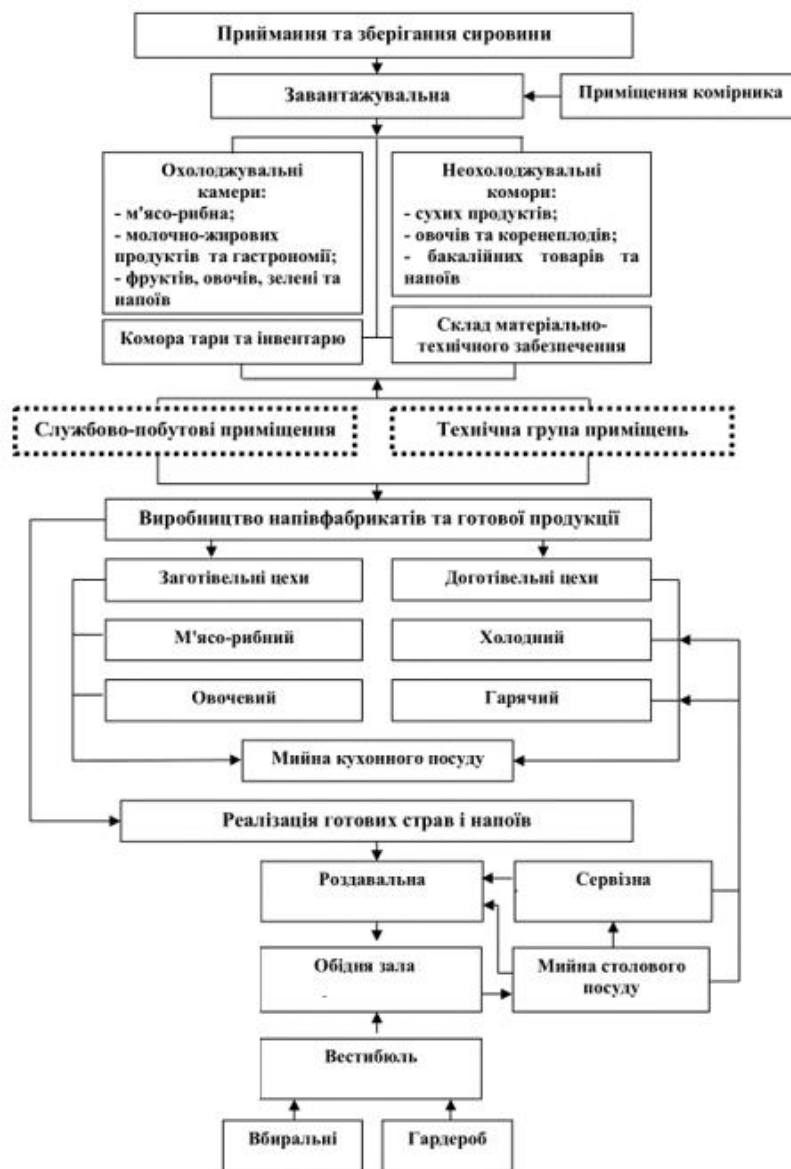 Приймання та зберігання сировини
Завантажувальна
Приміщення комірника
Охолоджувальні
камери:
- м'ясо-рибна;
- молочно-жирових
продуктів та гастрономії;
- фруктів, овочів, зелені та
напоїв
Неохолоджувальні
комори:
- сухих продуктів;
- овочів та коренеплодів;
- бакалійних товарів та
напоїв
Комора тари та інвентарю
Склад матеріально-
технічного забезпечення
Службово-побутові приміщення
Технічна група приміщень
Виробництво напівфабрикатів та готової продукції
Заготівельні цехи
Доготівельні цехи
М'ясо-рибний
Холодний
Овочевий
Гарячий
Мийна кухонного посуду
Реалізація готових страв і напоїв
Роздавальна
Сервізна
Обідня зала
-
Мийна столового
посуду
Вестибюль
Вбиральні
Гардероб